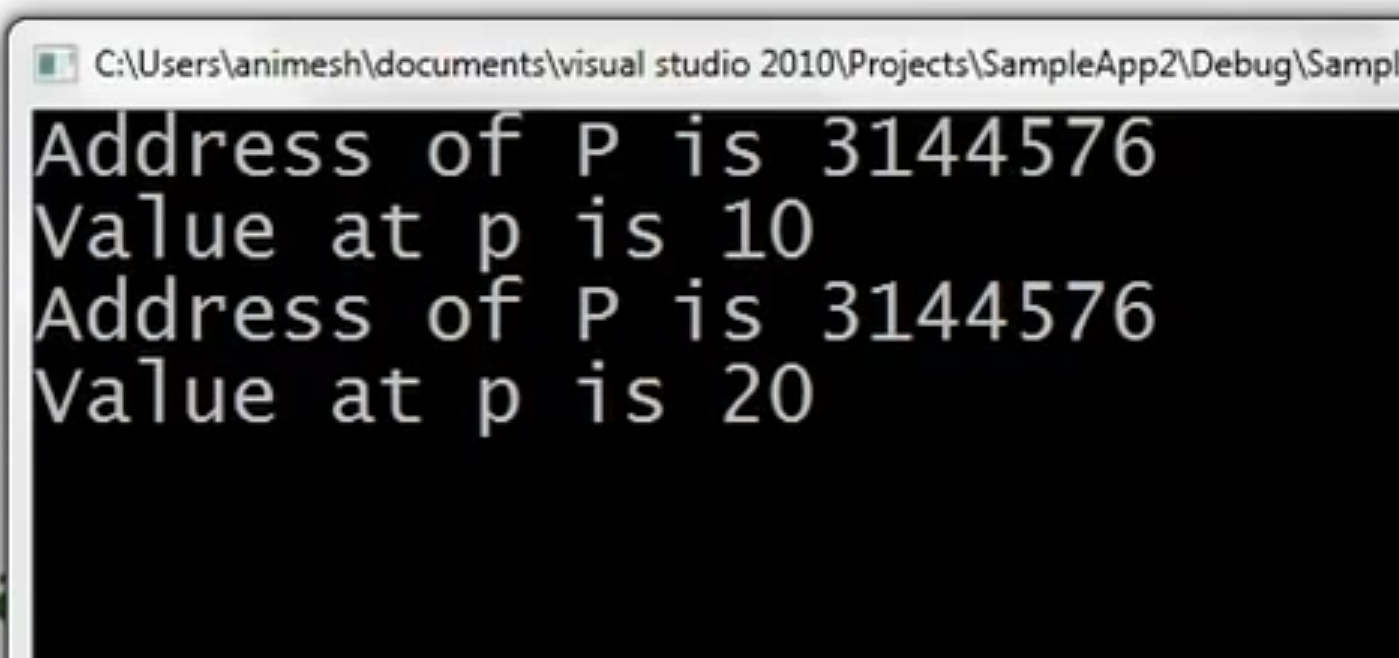 C:\Users\animesh\documents\visual studio 2010\Projects\SampleApp2\Debug\Sampl
Address of P is 3144576
Value at p is 10
Address of P is 3144576
Value at p is 20